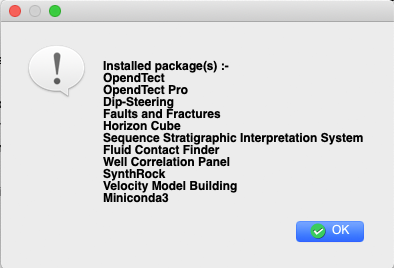 Installed package(s) :-
OpendTect
OpendTect Pro
Dip-Steering
Faults and Fractures
Horizon Cube
Sequence Stratigraphic Interpretation System
Fluid Contact Finder
Well Correlation Panel
SynthRock
Velocity Model Building
Miniconda3
OK